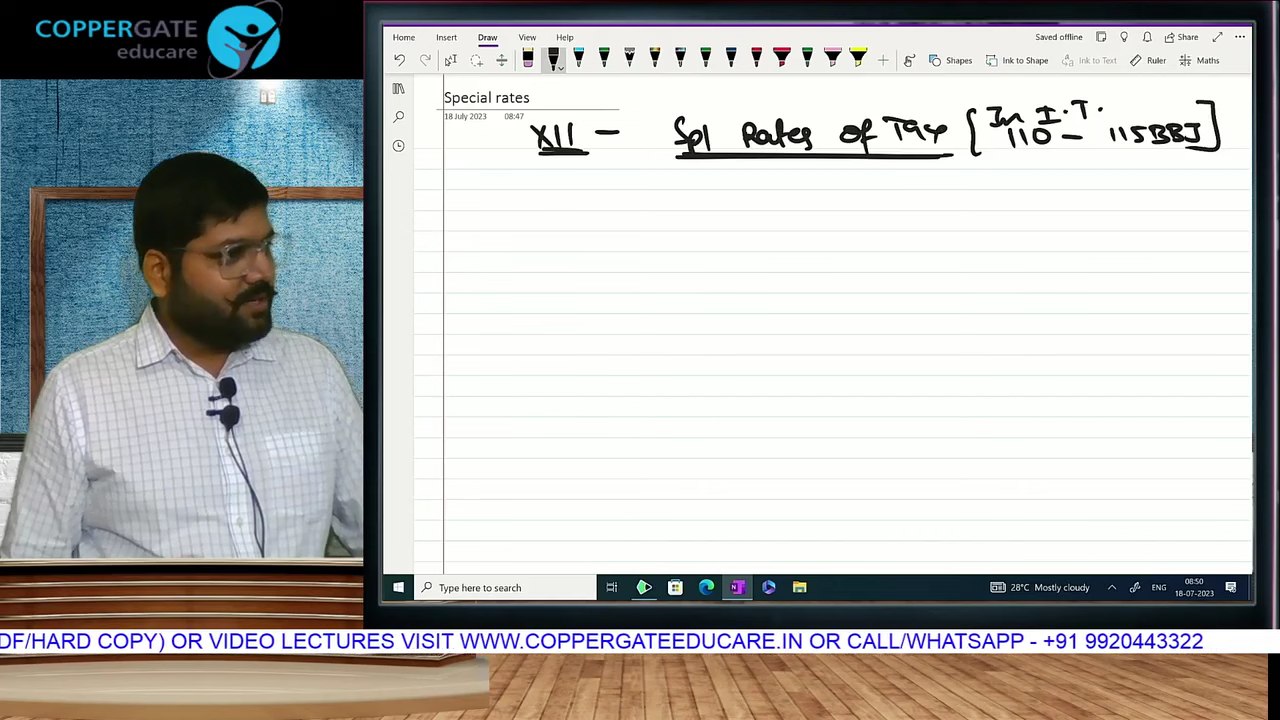 COPPERGATE
educare
Home Insert Draw View Help
Saved offline
Share
Shapes
Ink to Shape
Ink to Text
Ruler
Maths
Special rates
18 July 2023 08:47
XII - Spl Rates of Tax [In I.T. 110 - 115BBJ]
Type here to search
28°C Mostly cloudy
ENG
08:50
18-07-2023
DF/HARD COPY) OR VIDEO LECTURES VISIT WWW.COPPERGATEEDUCARE.IN OR CALL/WHATSAPP - +91 9920443322